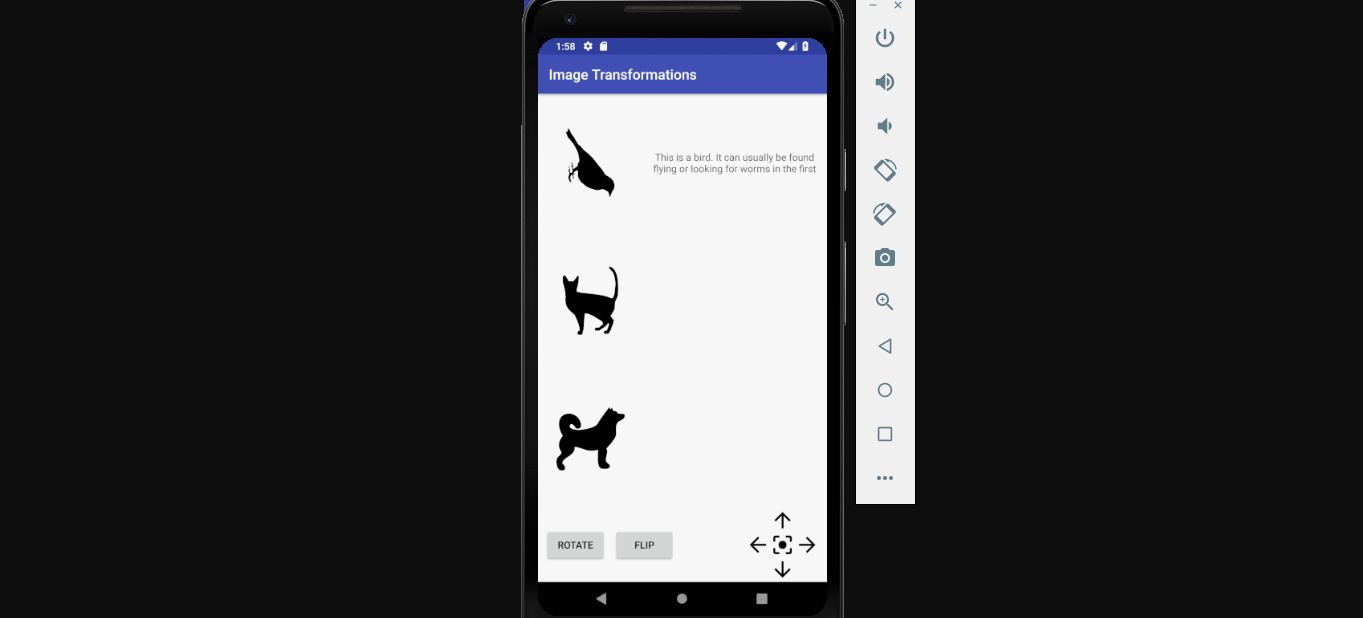 1:58
Image Transformations
This is a bird. It can usually be found
flying or looking for worms in the first
ROTATE
FLIP